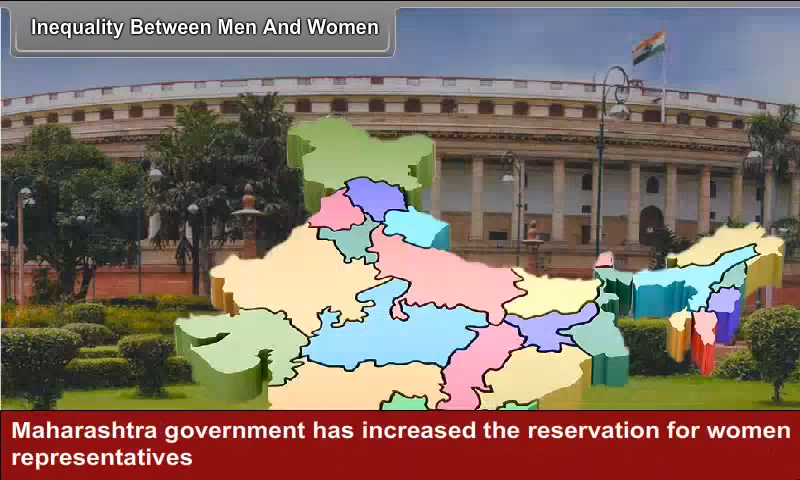 Inequality Between Men And Women
Maharashtra government has increased the reservation for women
representatives